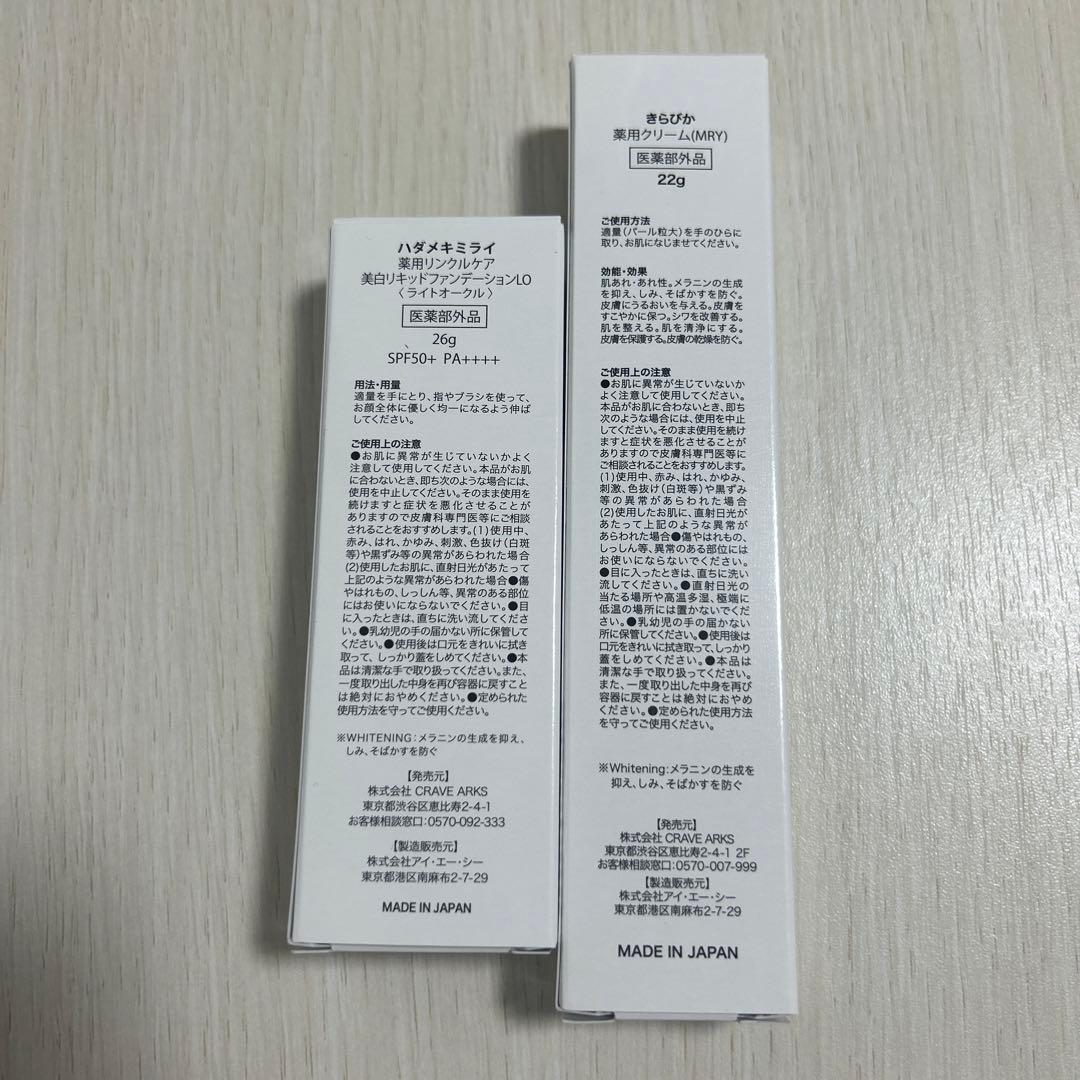 ハダメキミライ
薬用リンクルケア
美白リキッドファンデーションLO
〈ライトオークル〉
医薬部外品
26g
SPF50+ PA++++
用法・用量
適量を手にとり、指やブラシを使って、
お顔全体に優しく均一になるよう伸ば
してください。
ご使用上の注意
●お肌に異常が生じていないかよく
注意して使用してください。本品がお肌
に合わないとき、即ち次のような場合には、
使用を中止してください。そのまま使用を
続けますと症状を悪化させることが
ありますので皮膚科専門医等にご相談
されることをおすすめします。(1)使用中、
赤み、はれ、かゆみ、刺激、色抜け(白斑
等)や黒ずみ等の異常があらわれた場合
(2)使用したお肌に、直射日光があたって
上記のような異常があらわれた場合●傷
やはれもの、しっしん等、異常のある部位
にはお使いにならないでください。●目
に入ったときは、直ちに洗い流してくださ
い。●乳幼児の手の届かない所に保管して
ください。●使用後は口元をきれいに拭き
取って、しっかり蓋をしめてください。●本
品は清潔な手で取り扱ってください。また、
一度取り出した中身を再び容器に戻すこと
は絶対におやめください。●定められた
使用方法を守ってご使用ください。
※WHITENING：メラニンの生成を抑え、
しみ、そばかすを防ぐ
【発売元】
株式会社 CRAVE ARKS
東京都渋谷区恵比寿2-4-1
お客様相談窓口：0570-092-333
【製造販売元】
株式会社アイ・エー・シー
東京都港区南麻布2-7-29
MADE IN JAPAN
きらぴか
薬用クリーム(MRY)
医薬部外品
22g
ご使用方法
適量(パール粒大)を手のひらに
取り、お肌になじませてください。
効能・効果
肌あれ・あれ性。メラニンの生成
を抑え、しみ、そばかすを防ぐ。
皮膚にうるおいを与える。皮膚を
すこやかに保つ。シワを改善する。
肌を整える。肌を清浄にする。
皮膚を保護する。皮膚の乾燥を防ぐ。
ご使用上の注意
●お肌に異常が生じていないか
よく注意して使用してください。
本品がお肌に合わないとき、即ち
次のような場合には、使用を中止
してください。そのまま使用を続け
ますと症状を悪化させることが
ありますので皮膚科専門医等に
ご相談されることをおすすめします。
(1)使用中、赤み、はれ、かゆみ、
刺激、色抜け(白斑等)や黒ずみ
等の異常があらわれた場合
(2)使用したお肌に、直射日光が
あたって上記のような異常が
あらわれた場合●傷やはれもの、
しっしん等、異常のある部位には
お使いにならないでください。
●目に入ったときは、直ちに洗い
流してください。●直射日光の
当たる場所や高温多湿、極端に
低温の場所には置かないでくだ
さい。●乳幼児の手の届かない
所に保管してください。●使用後は
口元をきれいに拭き取って、しっかり
蓋をしめてください。●本品は
清潔な手で取り扱ってください。
また、一度取り出した中身を再び
容器に戻すことは絶対におやめ
ください。●定められた使用方法
を守ってご使用ください。
※Whitening:メラニンの生成を
抑え、しみ、そばかすを防ぐ
【発売元】
株式会社 CRAVE ARKS
東京都渋谷区恵比寿2-4-1 2F
お客様相談窓口：0570-007-999
【製造販売元】
株式会社アイ・エー・シー
東京都港区南麻布2-7-29
MADE IN JAPAN